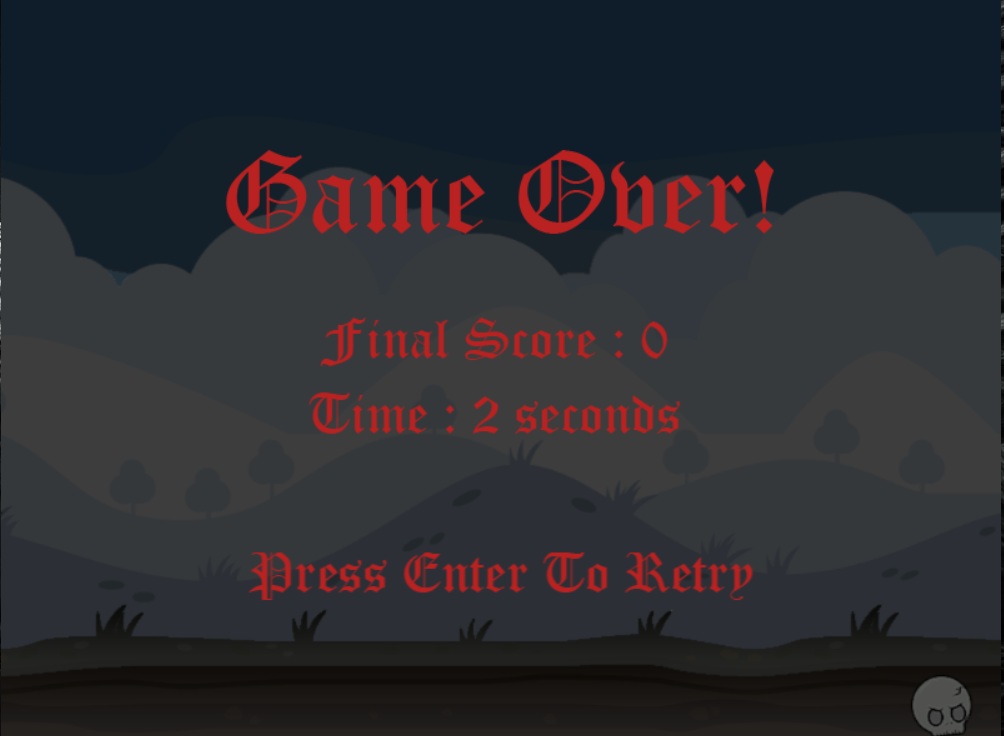 Game Over!
Final Score : 0
Time : 2 seconds
Press Enter To Retry